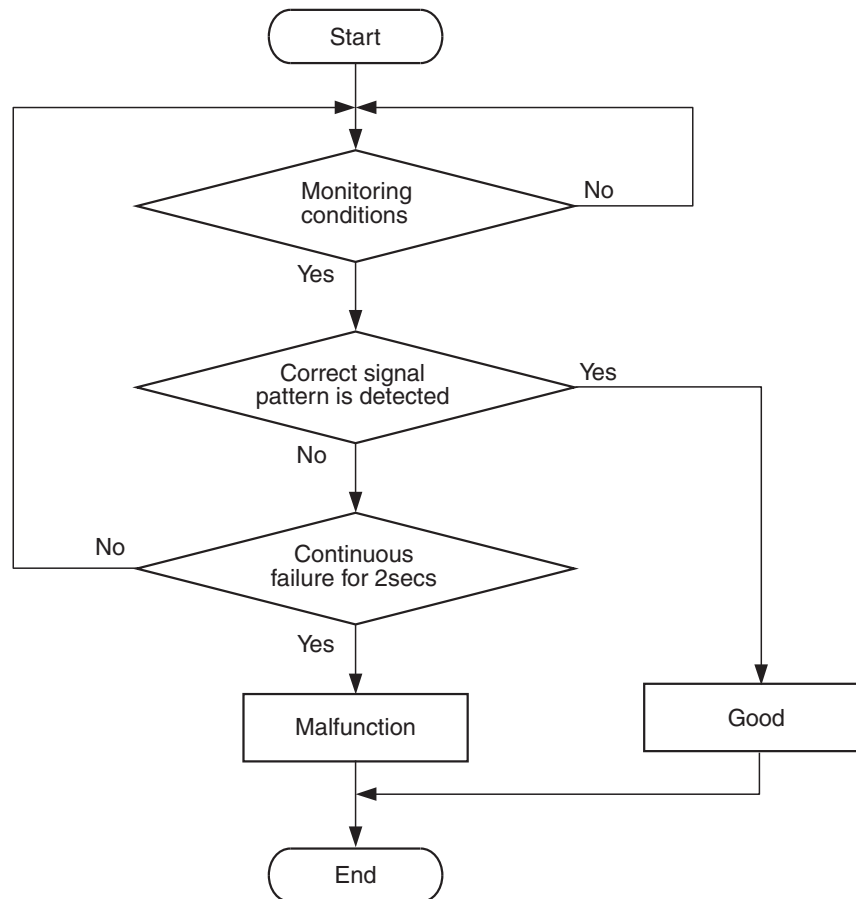 Start
Monitoring
conditions
No
Yes
Correct signal
pattern is detected
Yes
No
Continuous
failure for 2secs
No
Yes
Malfunction
Good
End